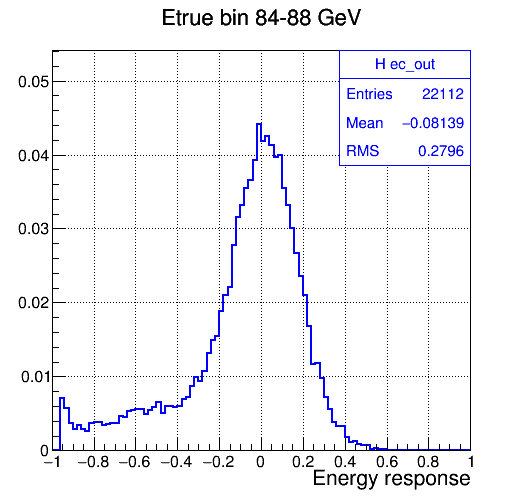 Etrue bin 84-88 GeV
H ec_out
Entries 22112
Mean −0.08139
RMS 0.2796
0.05
0.04
0.03
0.02
0.01
0
−1 −0.8 −0.6 −0.4 −0.2 0 0.2 0.4 0.6 0.8 1
Energy response